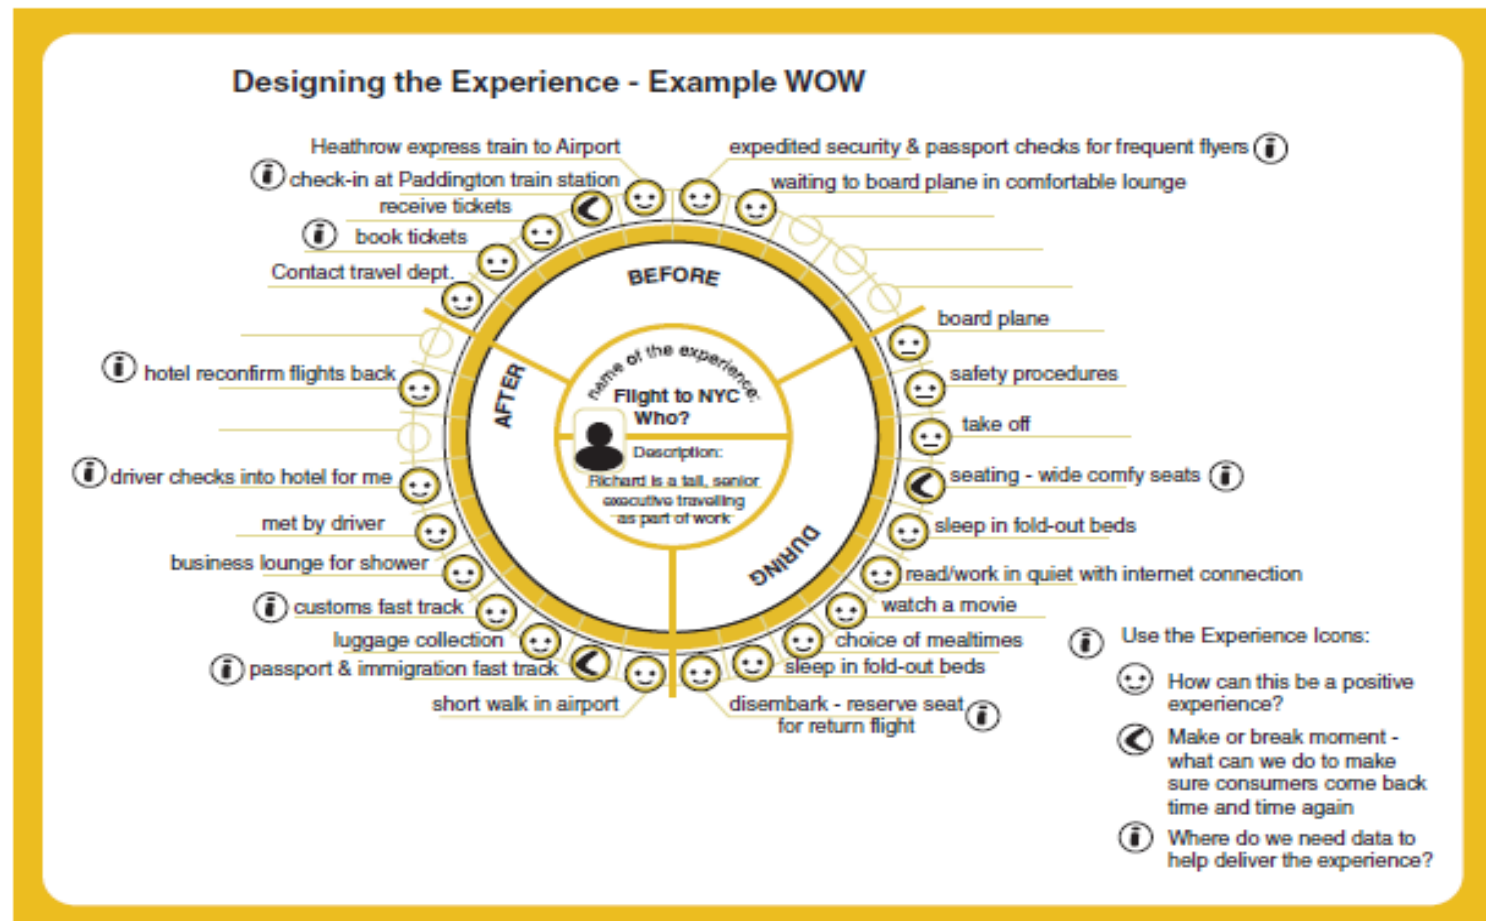 Designing the Experience - Example WOW
Heathrow express train to Airport
check-in at Paddington train station
receive tickets
book tickets
Contact travel dept.
expedited security & passport checks for frequent flyers
waiting to board plane in comfortable lounge
BEFORE
board plane
safety procedures
take off
seating - wide comfy seats
sleep in fold-out beds
read/work in quiet with internet connection
watch a movie
choice of mealtimes
sleep in fold-out beds
disembark - reserve seat
for return flight
DURING
name of the experience:
Flight to NYC
Who?
Description:
Richard is a tall, senior
executive travelling
as part of work
AFTER
hotel reconfirm flights back
driver checks into hotel for me
met by driver
business lounge for shower
customs fast track
luggage collection
passport & immigration fast track
short walk in airport
Use the Experience Icons:
How can this be a positive
experience?
Make or break moment -
what can we do to make
sure consumers come back
time and time again
Where do we need data to
help deliver the experience?